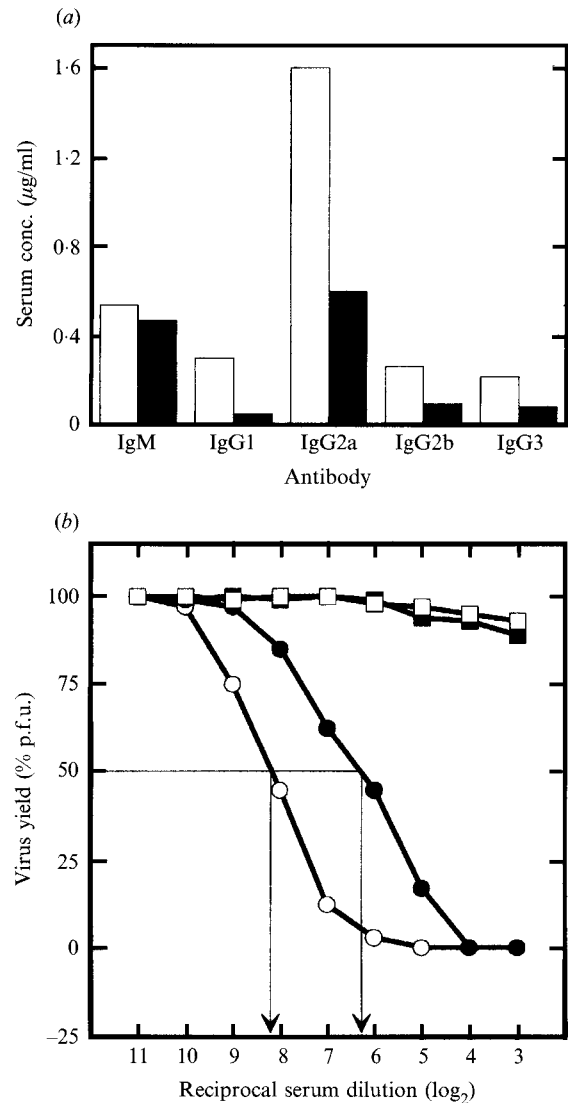 (a)
Serum conc. (μg/ml)
1·6
1·2
0·8
0·4
0
IgM IgG1 IgG2a IgG2b IgG3
Antibody
(b)
Virus yield (% p.f.u.)
100
75
50
25
0
−25
11 10 9 8 7 6 5 4 3
Reciprocal serum dilution (log2)